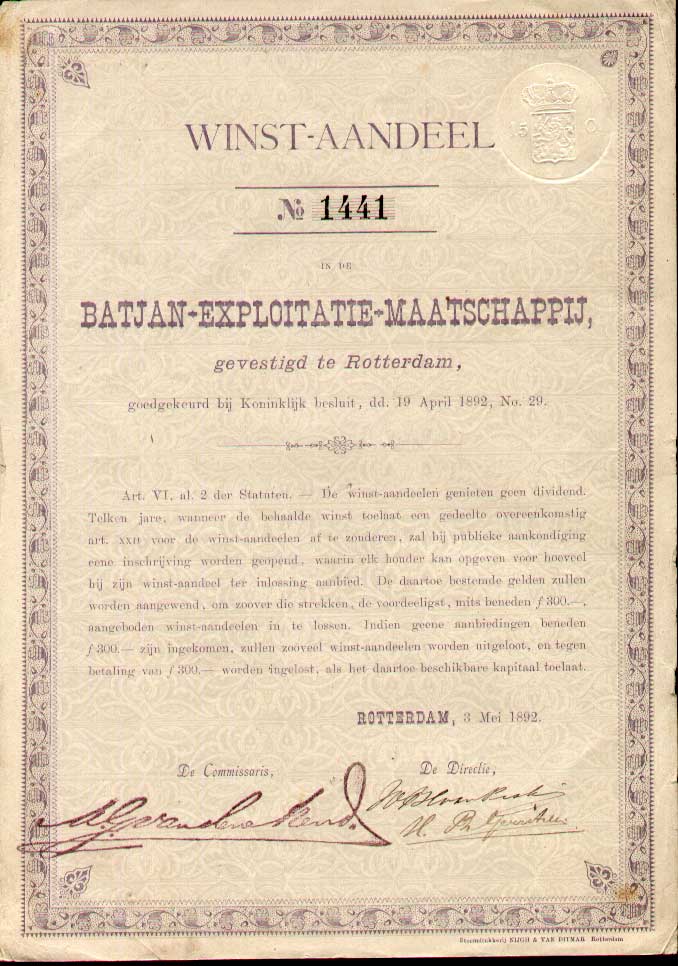 WINST-AANDEEL
15 0.
No 1441
IN DE
BATJAN-EXPLOITATIE-MAATSCHAPPIJ,
gevestigd te Rotterdam,
goedgekeurd bij Koninklijk besluit, dd. 19 April 1892, No. 29.
Art. VI, al. 2 der Statuten. — De winst-aandeelen genieten geen dividend.
Telken jare, wanneer de behaalde winst toelaat een gedeelte overeenkomstig
art. XXII voor de winst-aandeelen af te zonderen, zal bij publieke aankondiging
eene inschrijving worden geopend, waarin elk houder kan opgeven voor hoeveel
hij zijn winst-aandeel ter inlossing aanbied. De daartoe bestemde gelden zullen
worden aangewend, om zoover die strekken, de voordeeligst, mits beneden ƒ 300.—,
aangeboden winst-aandeelen in te lossen. Indien geene aanbiedingen beneden
ƒ 300.— zijn ingekomen, zullen zooveel winst-aandeelen worden uitgeloot, en tegen
betaling van ƒ 300.— worden ingelost, als het daartoe beschikbare kapitaal toelaat.
ROTTERDAM, 3 Mei 1892.
De Commissaris, De Directie,
Steendrukkerij NIJGH & VAN DITMAR Rotterdam